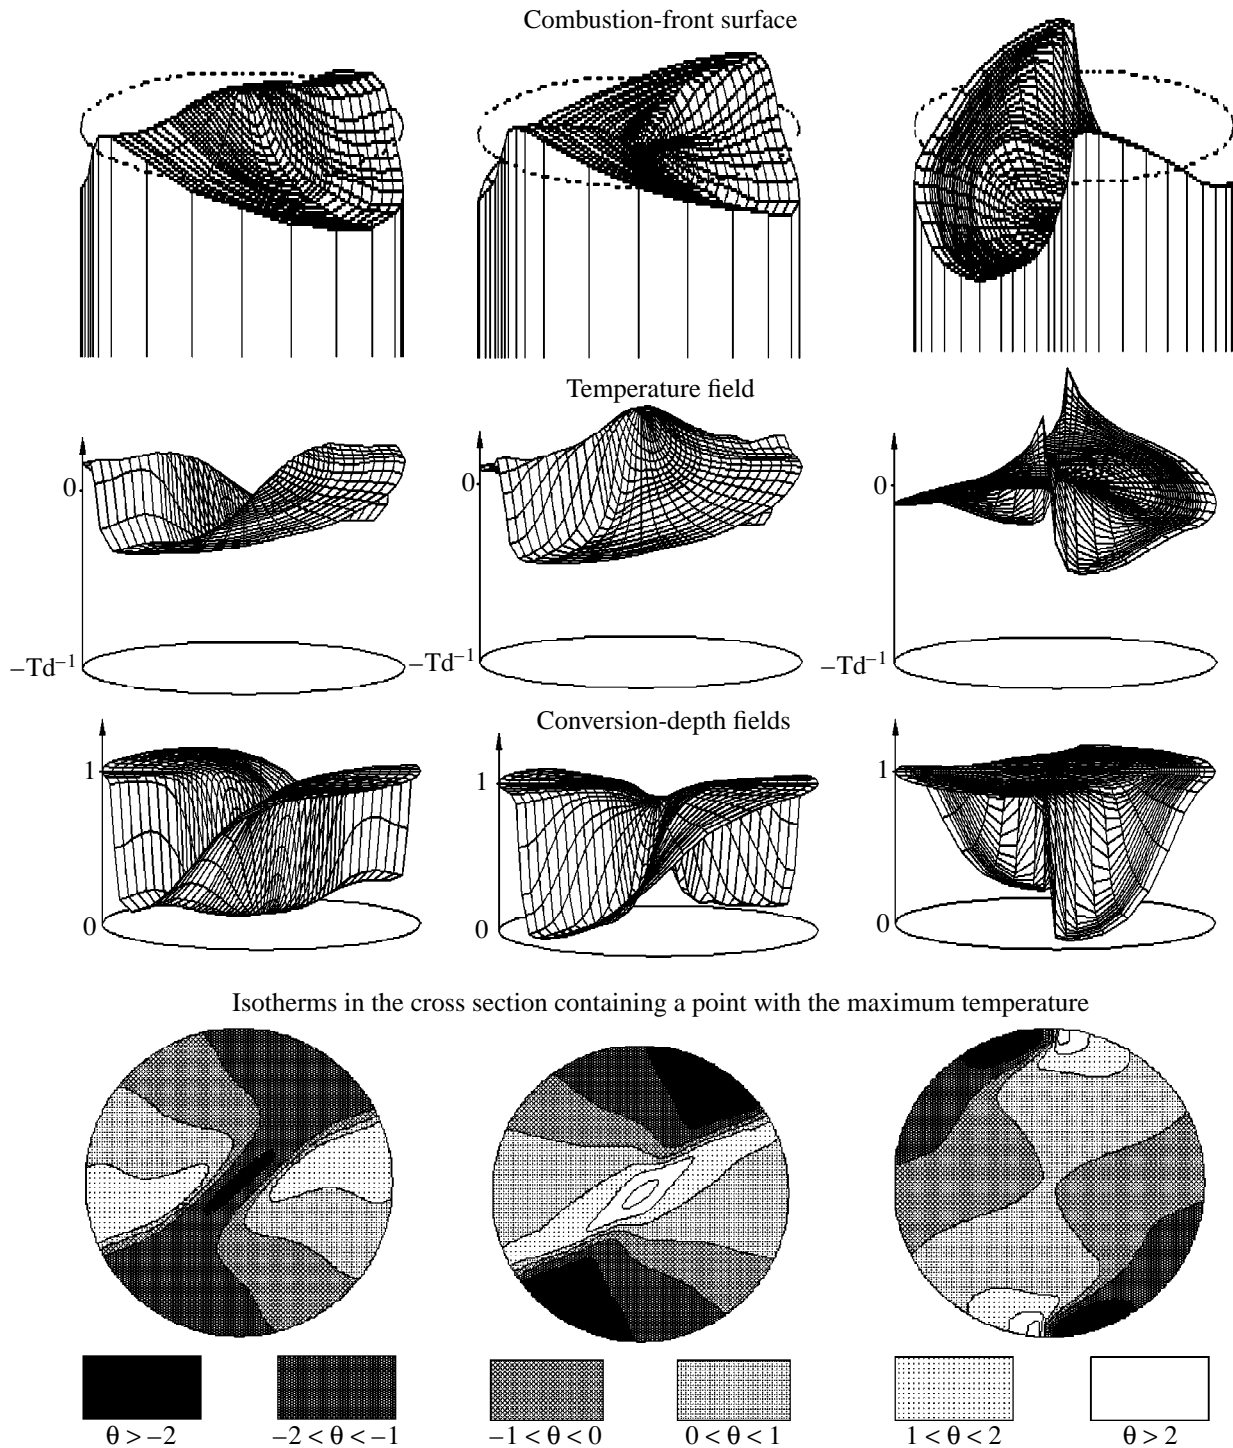 Combustion-front surface
Temperature field
0
0
0
−Td⁻¹
−Td⁻¹
−Td⁻¹
Conversion-depth fields
1
1
1
0
0
0
Isotherms in the cross section containing a point with the maximum temperature
θ > −2
−2 < θ < −1
−1 < θ < 0
0 < θ < 1
1 < θ < 2
θ > 2